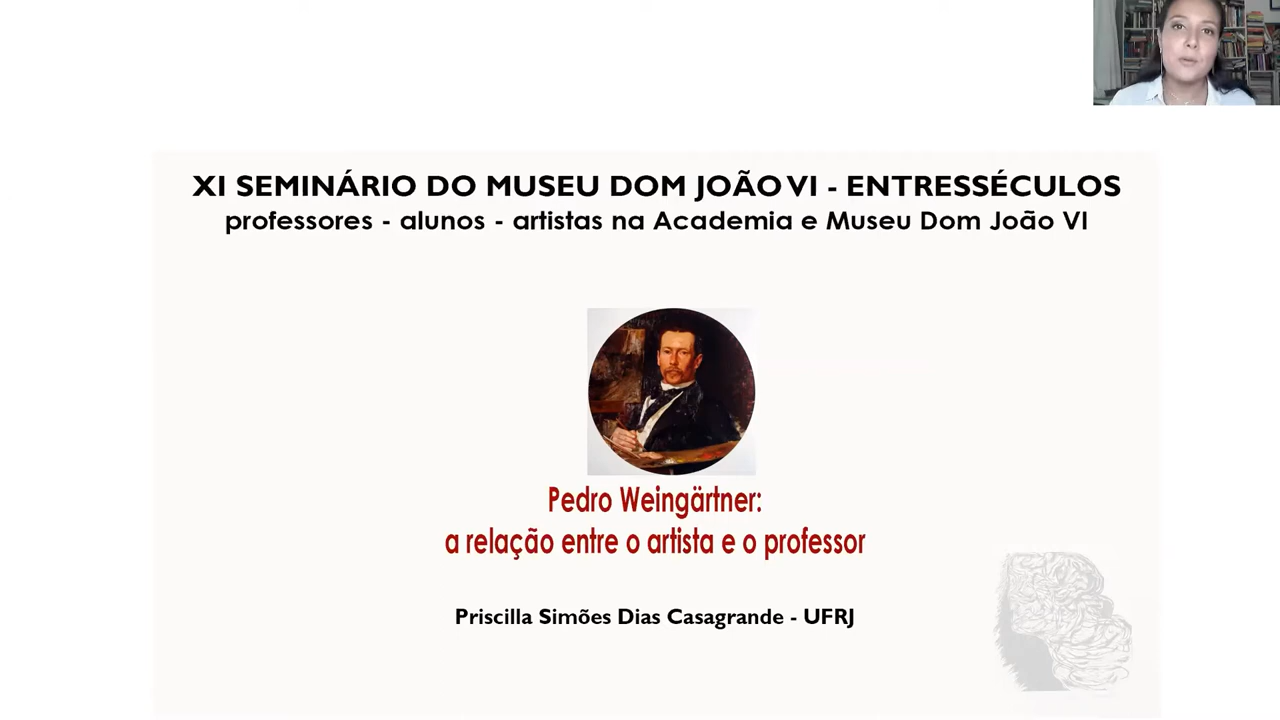 XI SEMINÁRIO DO MUSEU DOM JOÃO VI - ENTRESSÉCULOS
professores - alunos - artistas na Academia e Museu Dom João VI
Pedro Weingärtner:
a relação entre o artista e o professor
Priscilla Simões Dias Casagrande - UFRJ